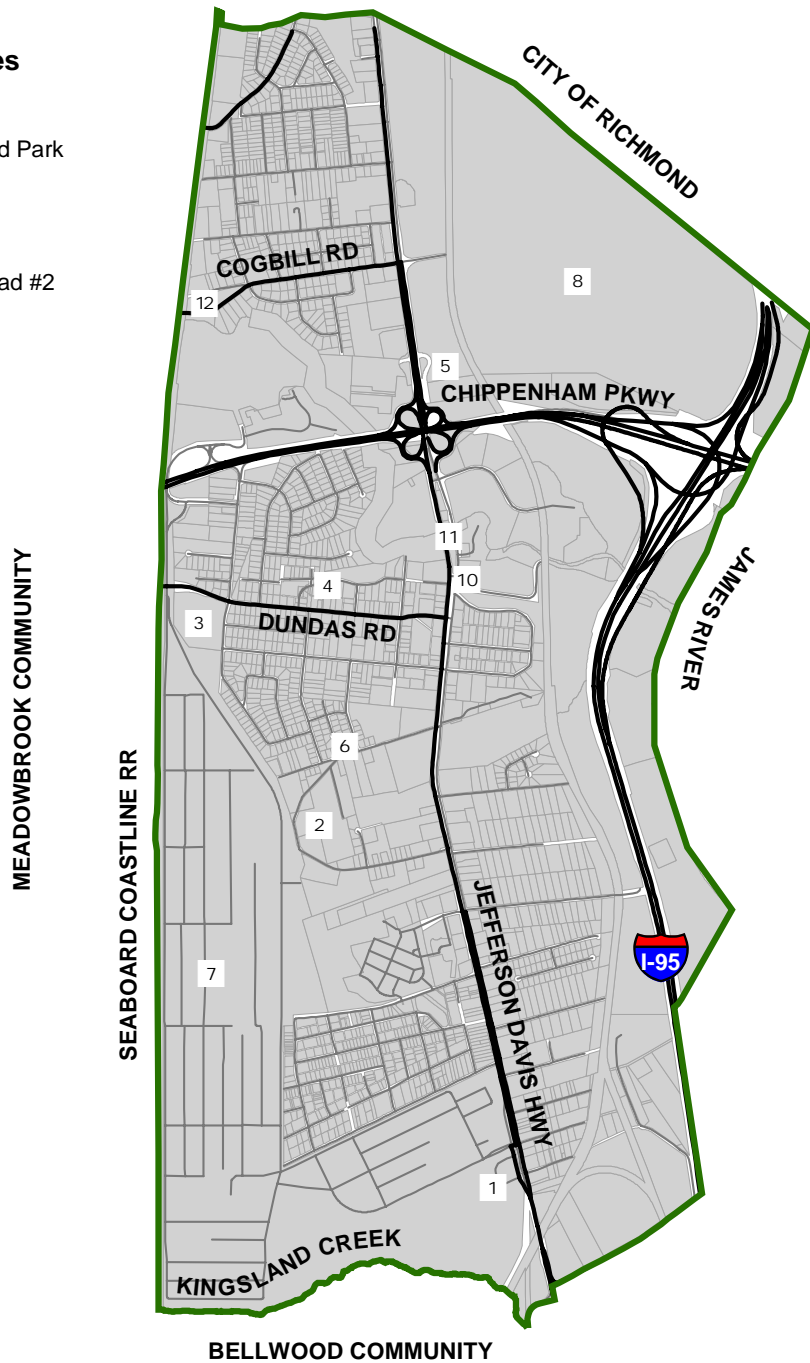 es
d Park
ad #2
CITY OF RICHMOND
COGBILL RD
8
12
5
CHIPPENHAM PKWY
11
10
4
3
DUNDAS RD
JAMES RIVER
MEADOWBROOK COMMUNITY
6
SEABOARD COASTLINE RR
2
JEFFERSON DAVIS HWY
I-95
7
1
KINGSLAND CREEK
BELLWOOD COMMUNITY